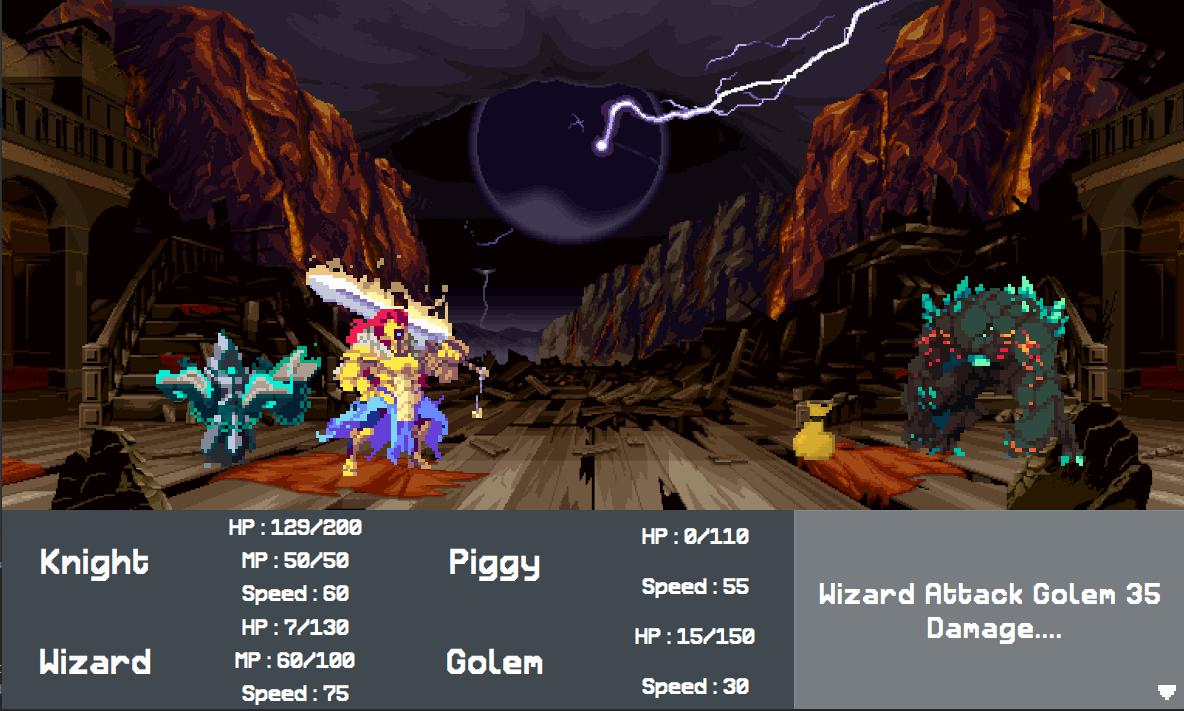 Knight
HP : 129/200
MP : 50/50
Speed : 60
Wizard
HP : 7/130
MP : 60/100
Speed : 75
Piggy
HP : 0/110
Speed : 55
Golem
HP : 15/150
Speed : 30
Wizard Attack Golem 35
Damage....